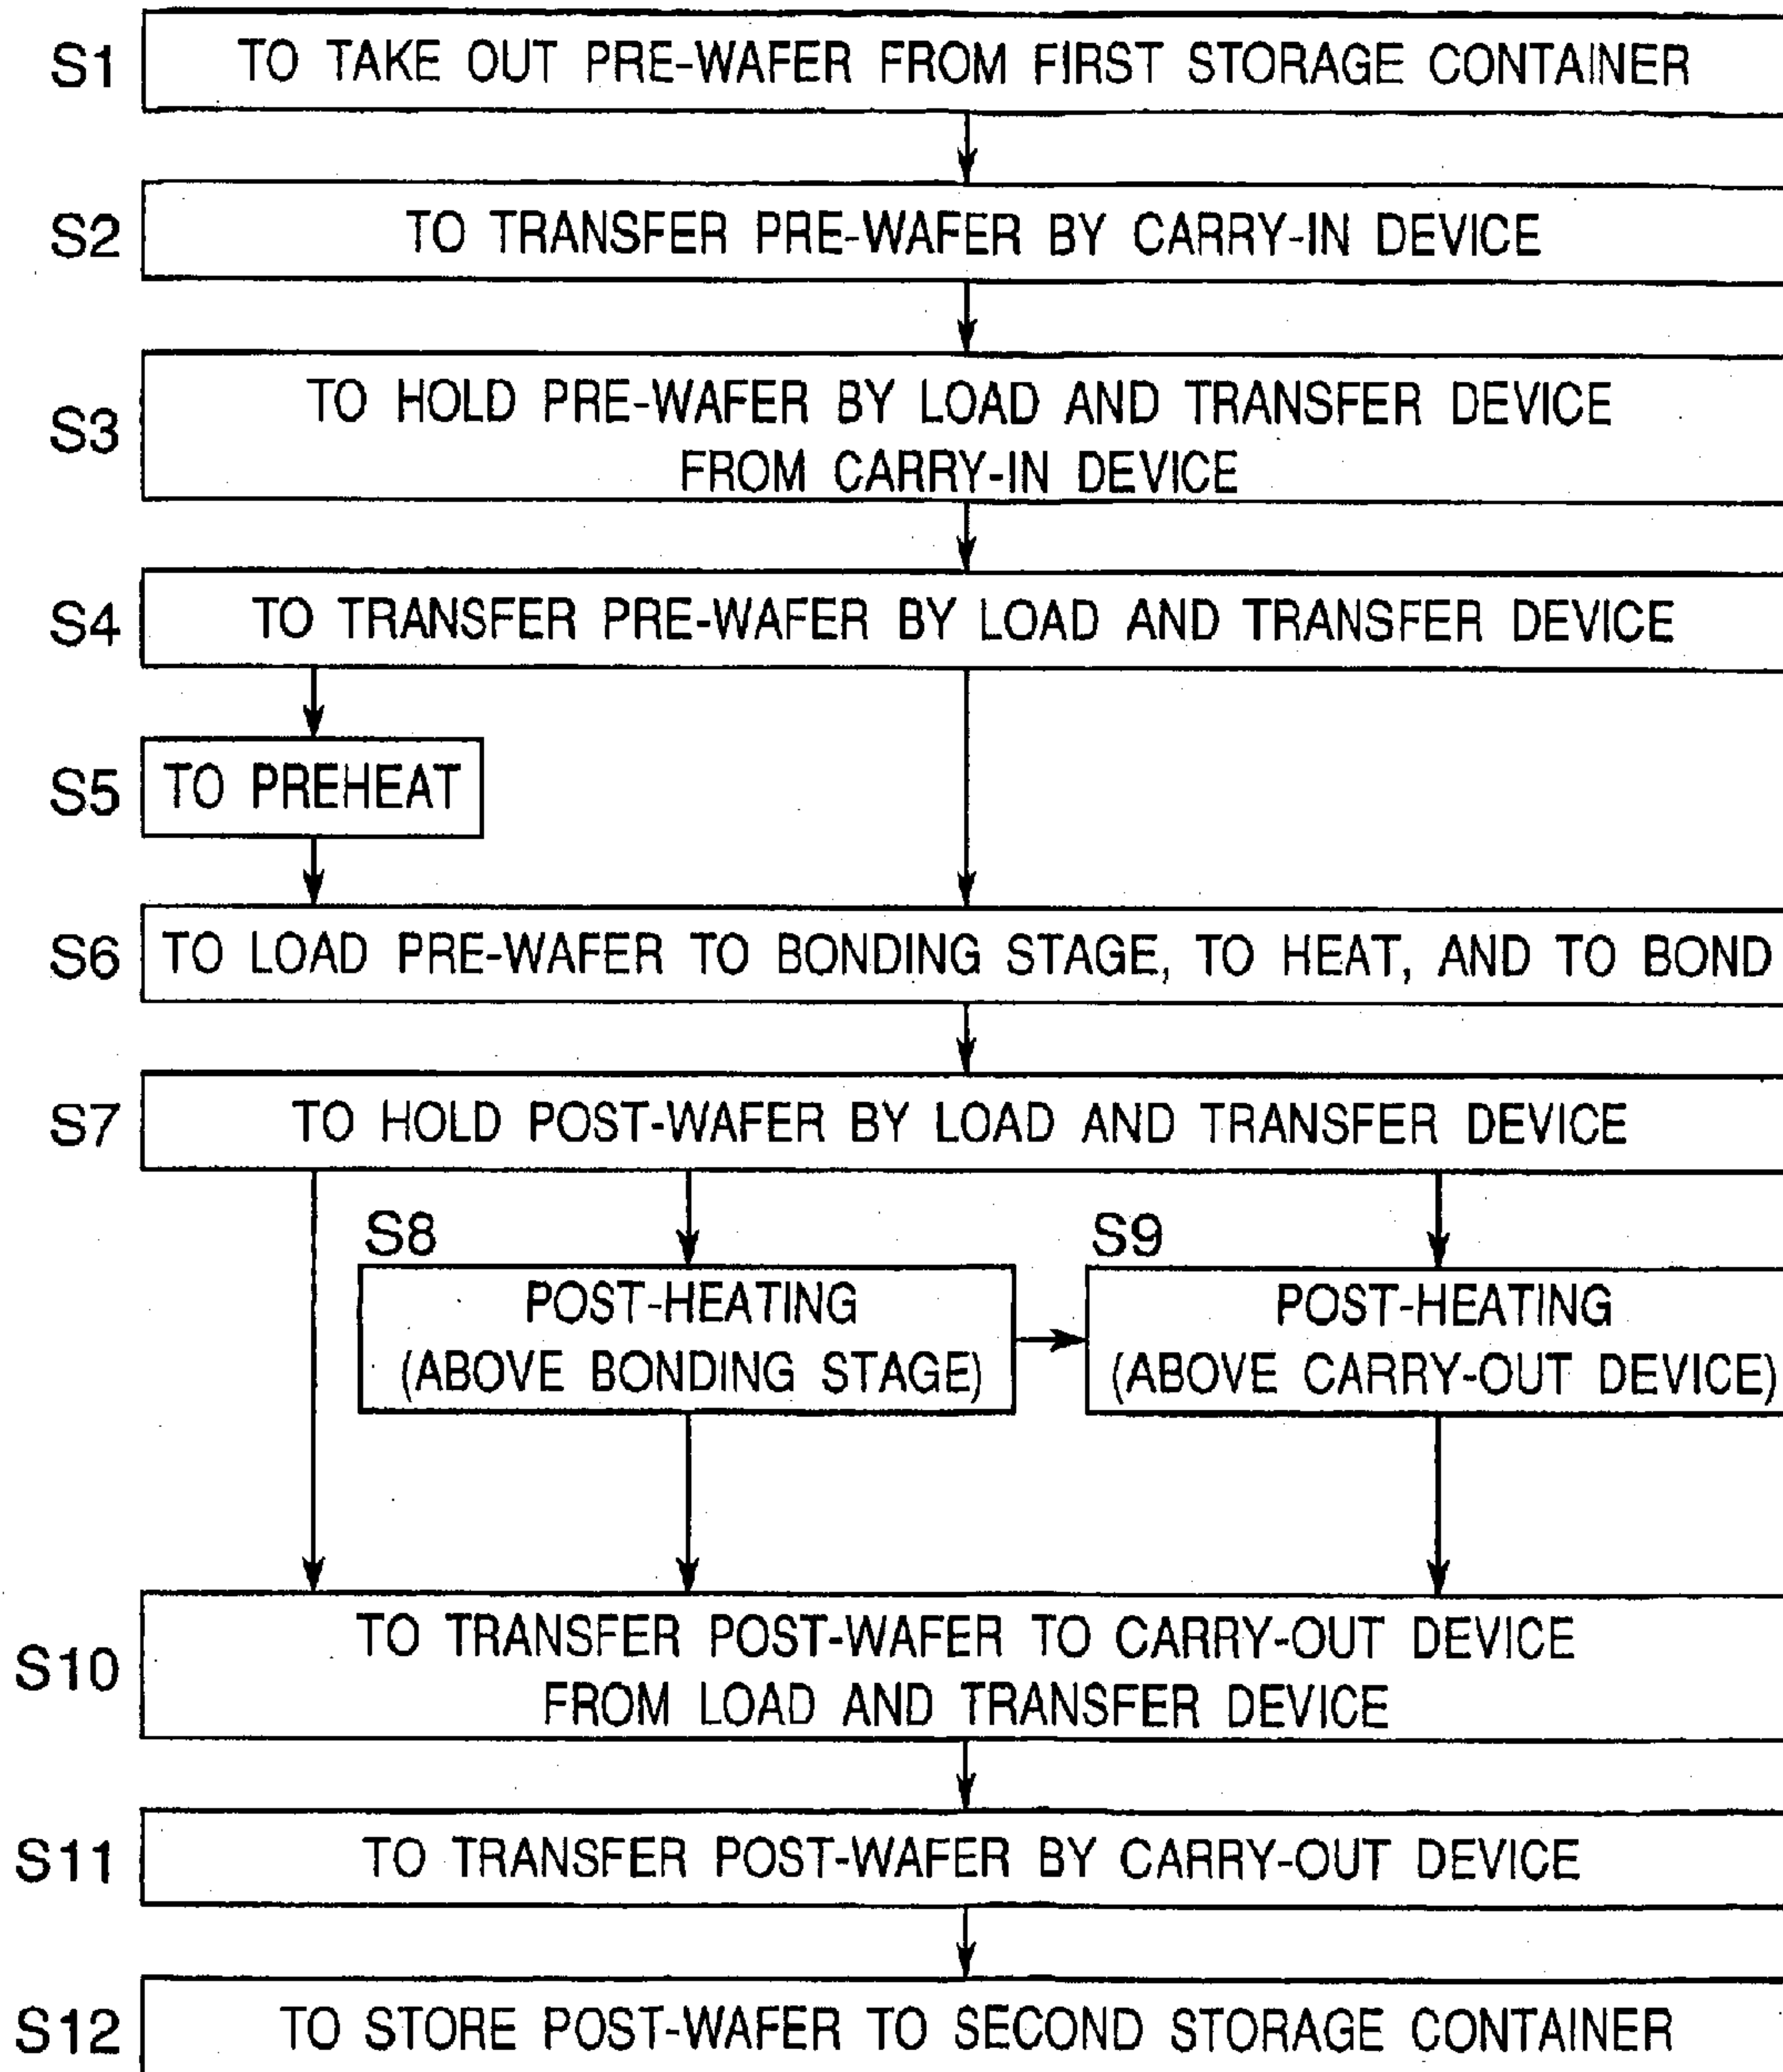 S1 TO TAKE OUT PRE-WAFER FROM FIRST STORAGE CONTAINER
S2 TO TRANSFER PRE-WAFER BY CARRY-IN DEVICE
S3 TO HOLD PRE-WAFER BY LOAD AND TRANSFER DEVICE
FROM CARRY-IN DEVICE
S4 TO TRANSFER PRE-WAFER BY LOAD AND TRANSFER DEVICE
S5 TO PREHEAT
S6 TO LOAD PRE-WAFER TO BONDING STAGE, TO HEAT, AND TO BOND
S7 TO HOLD POST-WAFER BY LOAD AND TRANSFER DEVICE
S8
POST-HEATING
(ABOVE BONDING STAGE)
S9
POST-HEATING
(ABOVE CARRY-OUT DEVICE)
S10 TO TRANSFER POST-WAFER TO CARRY-OUT DEVICE
FROM LOAD AND TRANSFER DEVICE
S11 TO TRANSFER POST-WAFER BY CARRY-OUT DEVICE
S12 TO STORE POST-WAFER TO SECOND STORAGE CONTAINER